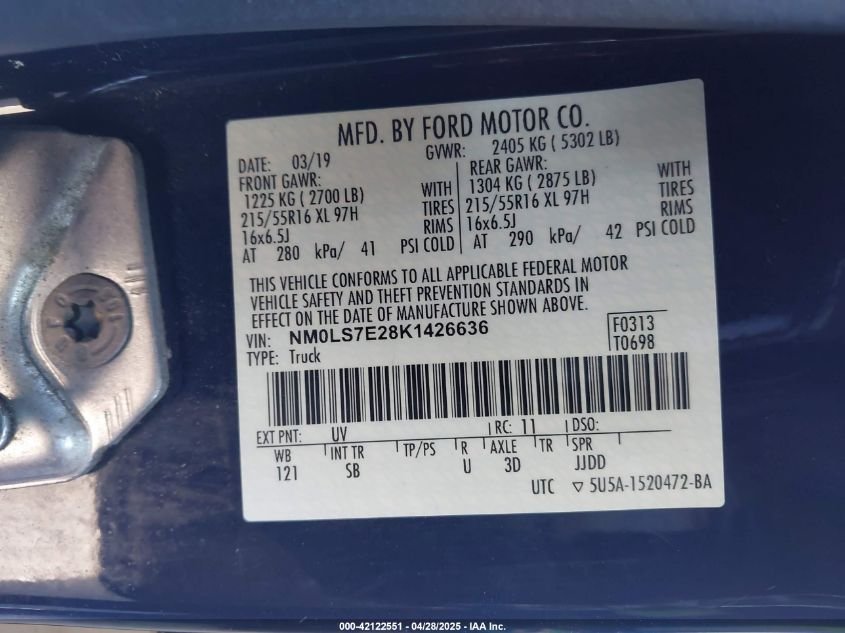 MFD. BY FORD MOTOR CO.
DATE: 03/19 GVWR: 2405 KG ( 5302 LB)
FRONT GAWR: REAR GAWR:
1225 KG ( 2700 LB) WITH 1304 KG ( 2875 LB) WITH
215/55R16 XL 97H TIRES 215/55R16 XL 97H TIRES
16x6.5J RIMS 16x6.5J RIMS
AT 280 kPa/ 41 PSI COLD AT 290 kPa/ 42 PSI COLD
THIS VEHICLE CONFORMS TO ALL APPLICABLE FEDERAL MOTOR
VEHICLE SAFETY AND THEFT PREVENTION STANDARDS IN
EFFECT ON THE DATE OF MANUFACTURE SHOWN ABOVE.
VIN: NM0LS7E28K1426636 F0313
TYPE: Truck T0698
EXT PNT: UV RC: 11 DSO:
WB INT TR TP/PS R AXLE TR SPR
121 SB U 3D JJDD
UTC ▽ 5U5A-1520472-BA
000-42122551 | 04/28/2025 - IAA Inc.